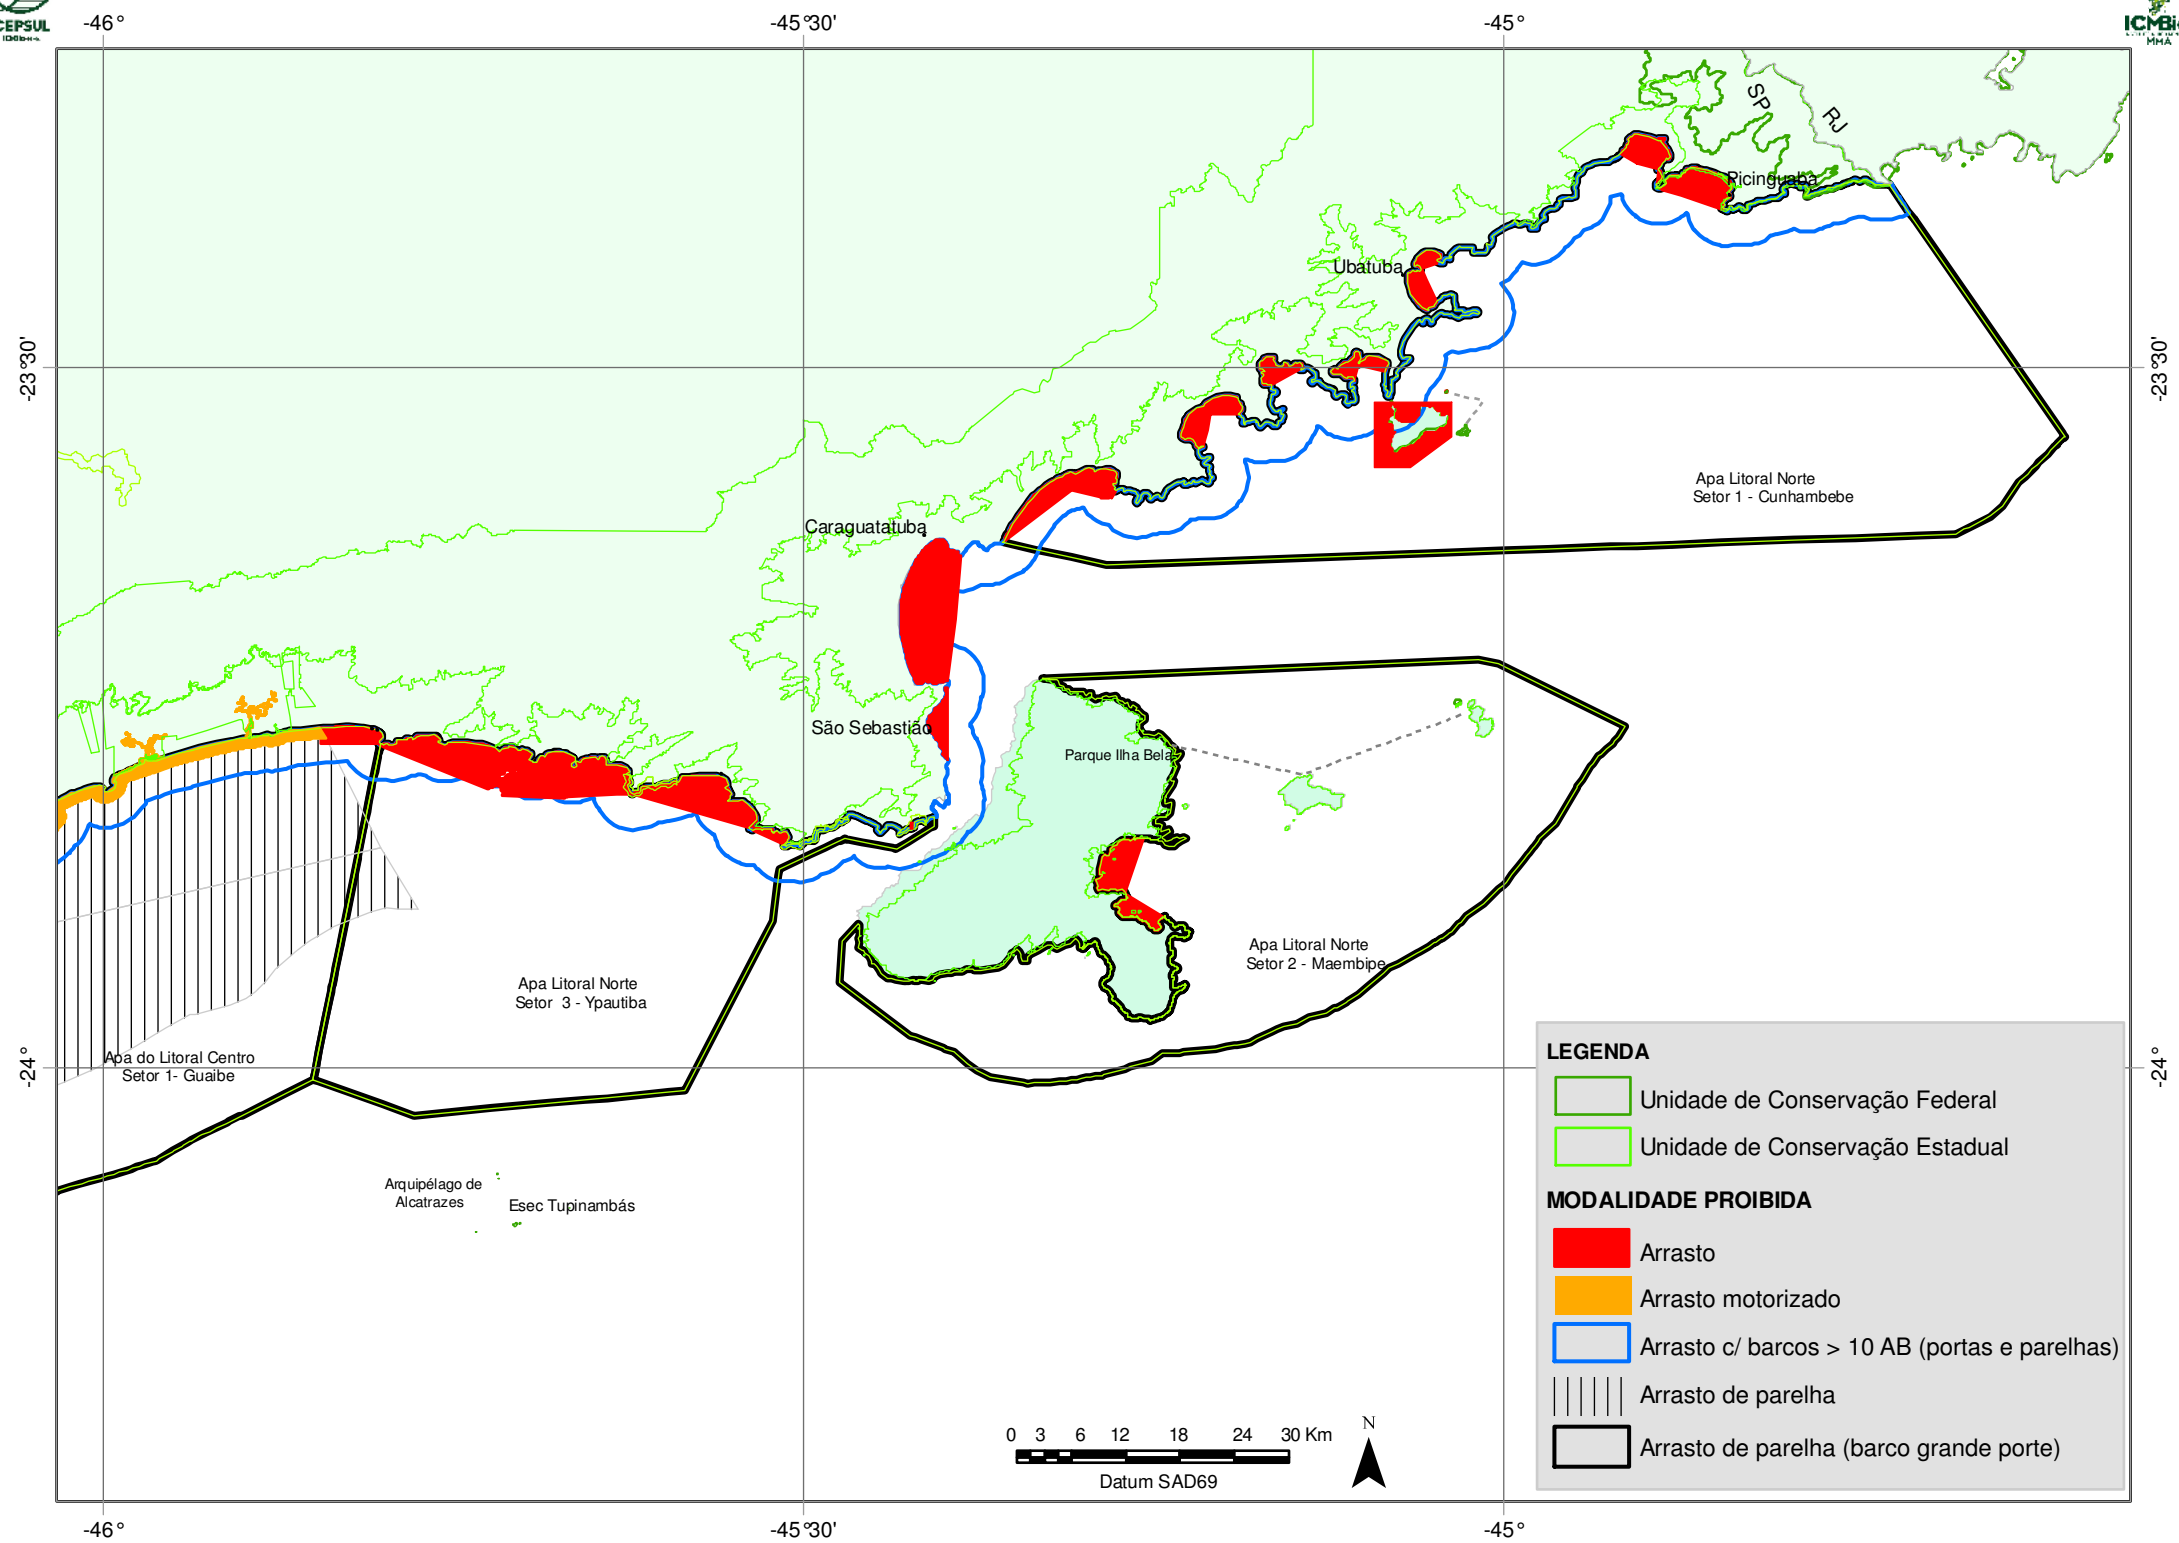 CEPSUL
ICMBio
MMA
-46°
-45°30'
-45°
SP
RJ
Picinguaba
Ubatuba
-23°30'
-23°30'
Apa Litoral Norte
Setor 1 - Cunhambebe
Caraguatatuba
São Sebastião
Parque Ilha Bela
Apa Litoral Norte
Setor 2 - Maembipe
Apa Litoral Norte
Setor 3 - Ypautiba
Apa do Litoral Centro
Setor 1- Guaibe
-24°
-24°
Arquipélago de
Alcatrazes
Esec Tupinambás
LEGENDA
Unidade de Conservação Federal
Unidade de Conservação Estadual
MODALIDADE PROIBIDA
Arrasto
Arrasto motorizado
Arrasto c/ barcos > 10 AB (portas e parelhas)
Arrasto de parelha
Arrasto de parelha (barco grande porte)
0 3 6 12 18 24 30 Km
Datum SAD69
N
-46°
-45°30'
-45°